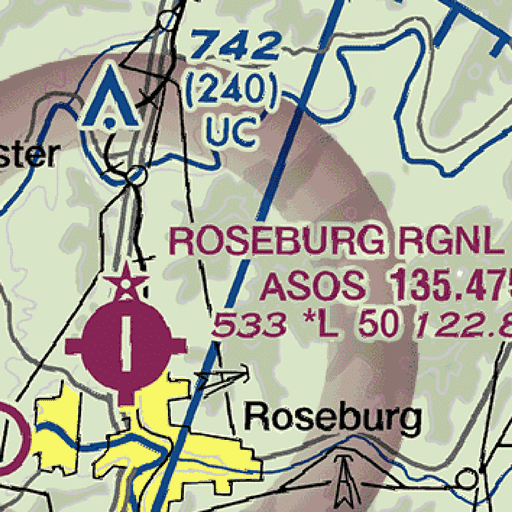 742
(240)
UC
ster
ROSEBURG RGNL
ASOS 135.475
533 *L 50 122.8
Roseburg